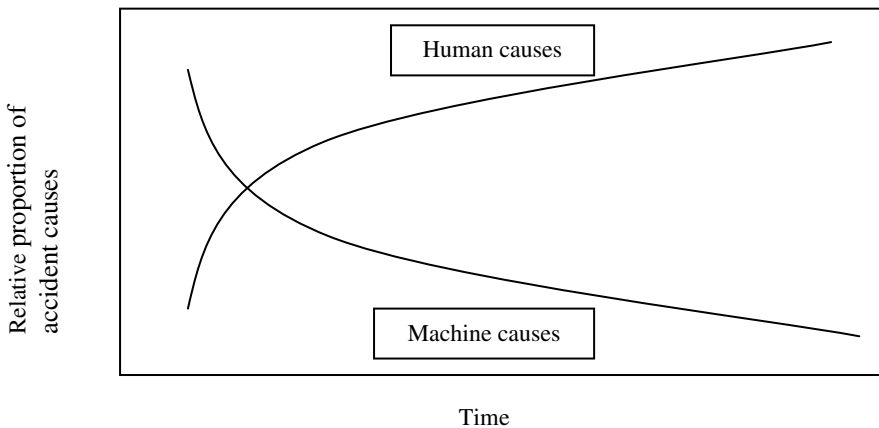 Human causes
Relative proportion of
accident causes
Machine causes
Time